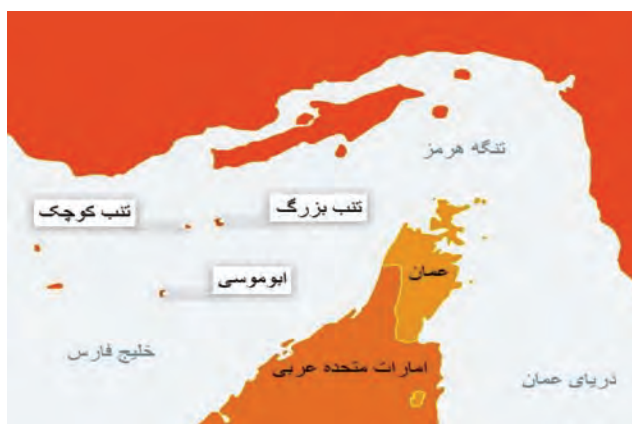 تنگه هرمز
تنب بزرگ
تنب کوچک
عمان
ابوموسی
خلیج فارس
امارات متحده عربی
دریای عمان